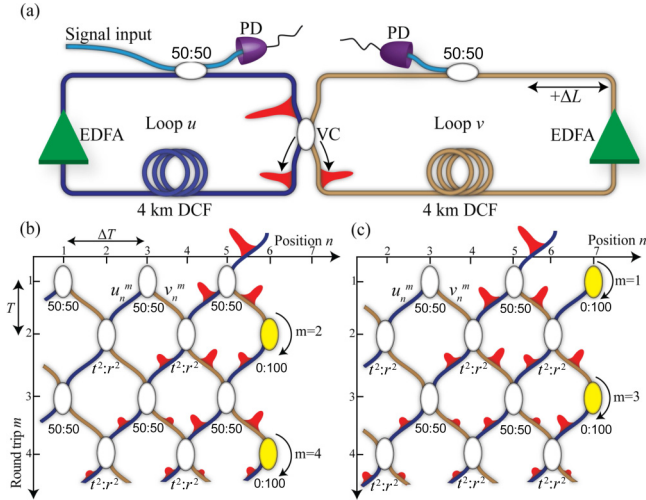 (a)
Signal input
50:50
PD
PD
50:50
+ΔL
EDFA
Loop u
VC
Loop v
EDFA
4 km DCF
4 km DCF
(b)
ΔT
Position n
1 2 3 4 5 6 7
T
Round trip m
1
2
3
4
u_n^m v_n^m
50:50 50:50 50:50
m=2
t²:r² t²:r² 0:100
50:50 50:50 50:50
m=4
t²:r² t²:r² 0:100
(c)
Position n
1 2 3 4 5 6 7
1
2
3
4
u_n^m v_n^m
m=1
50:50 50:50 0:100
t²:r² t²:r² t²:r²
m=3
50:50 50:50 0:100
t²:r² t²:r² t²:r²